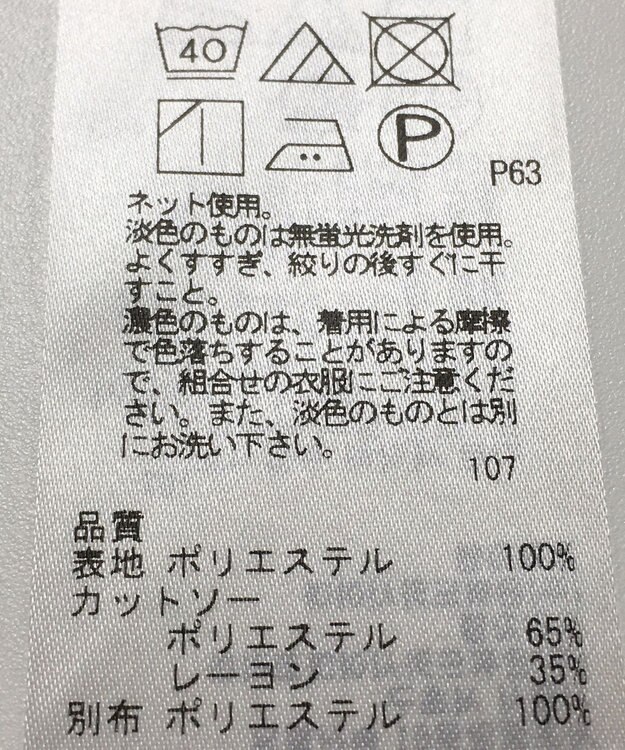 40
P
P63
ネット使用。
淡色のものは無蛍光洗剤を使用。
よくすすぎ、絞りの後すぐに干
すこと。
濃色のものは、着用による摩擦
で色落ちすることがありますの
で、組合せの衣服にご注意くだ
さい。また、淡色のものとは別
にお洗い下さい。
107
品質
表地 ポリエステル 100%
カットソー
ポリエステル 65%
レーヨン 35%
別布 ポリエステル 100%